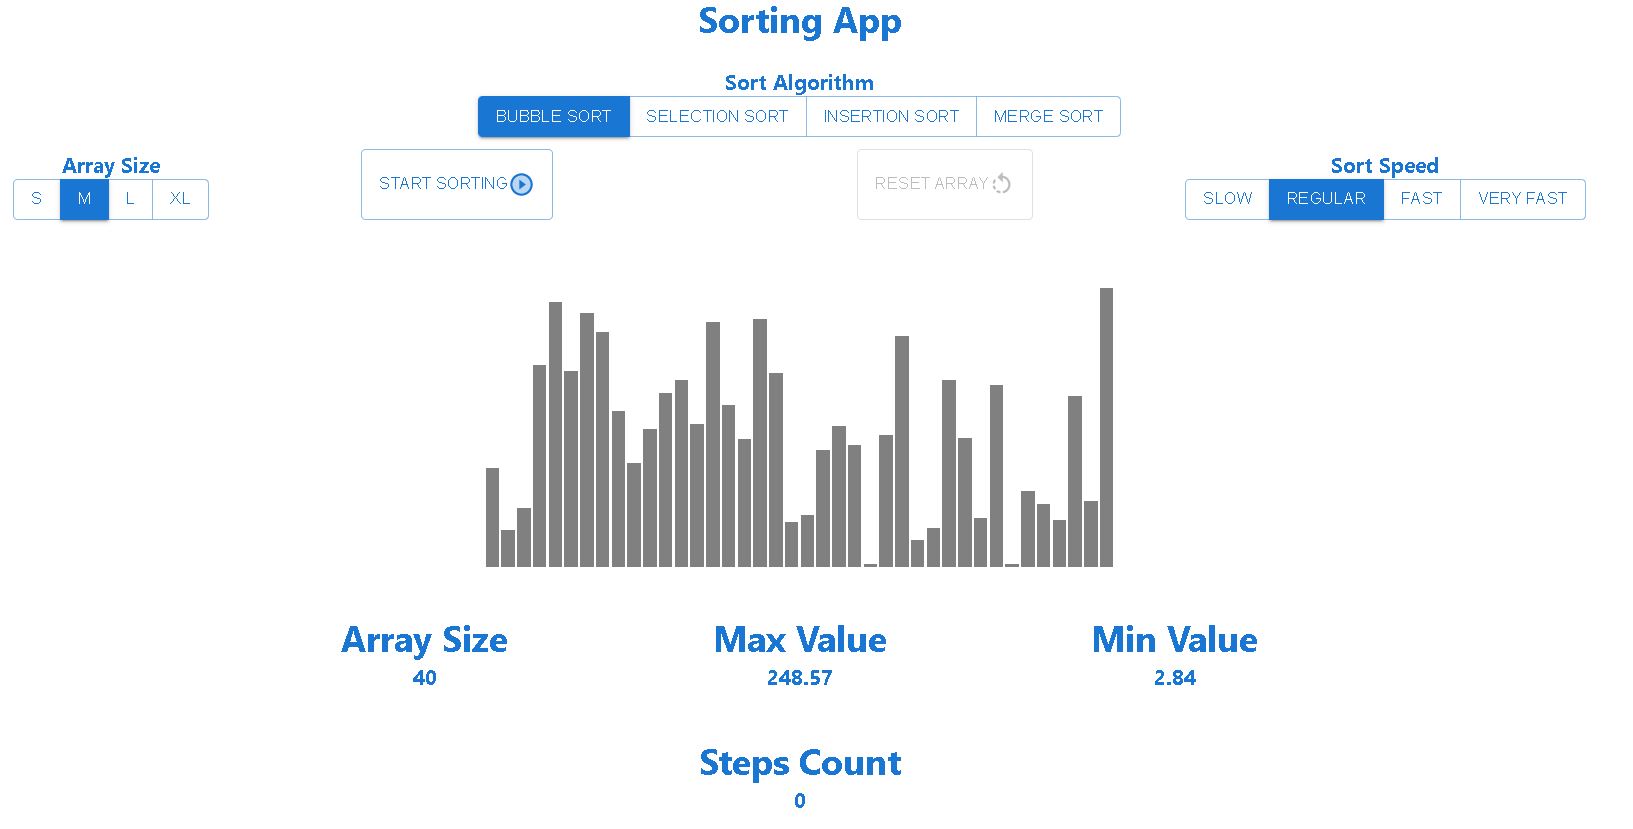 Sorting App
Sort Algorithm
BUBBLE SORT SELECTION SORT INSERTION SORT MERGE SORT
Array Size
S M L XL
START SORTING
RESET ARRAY
Sort Speed
SLOW REGULAR FAST VERY FAST
Array Size
40
Max Value
248.57
Min Value
2.84
Steps Count
0